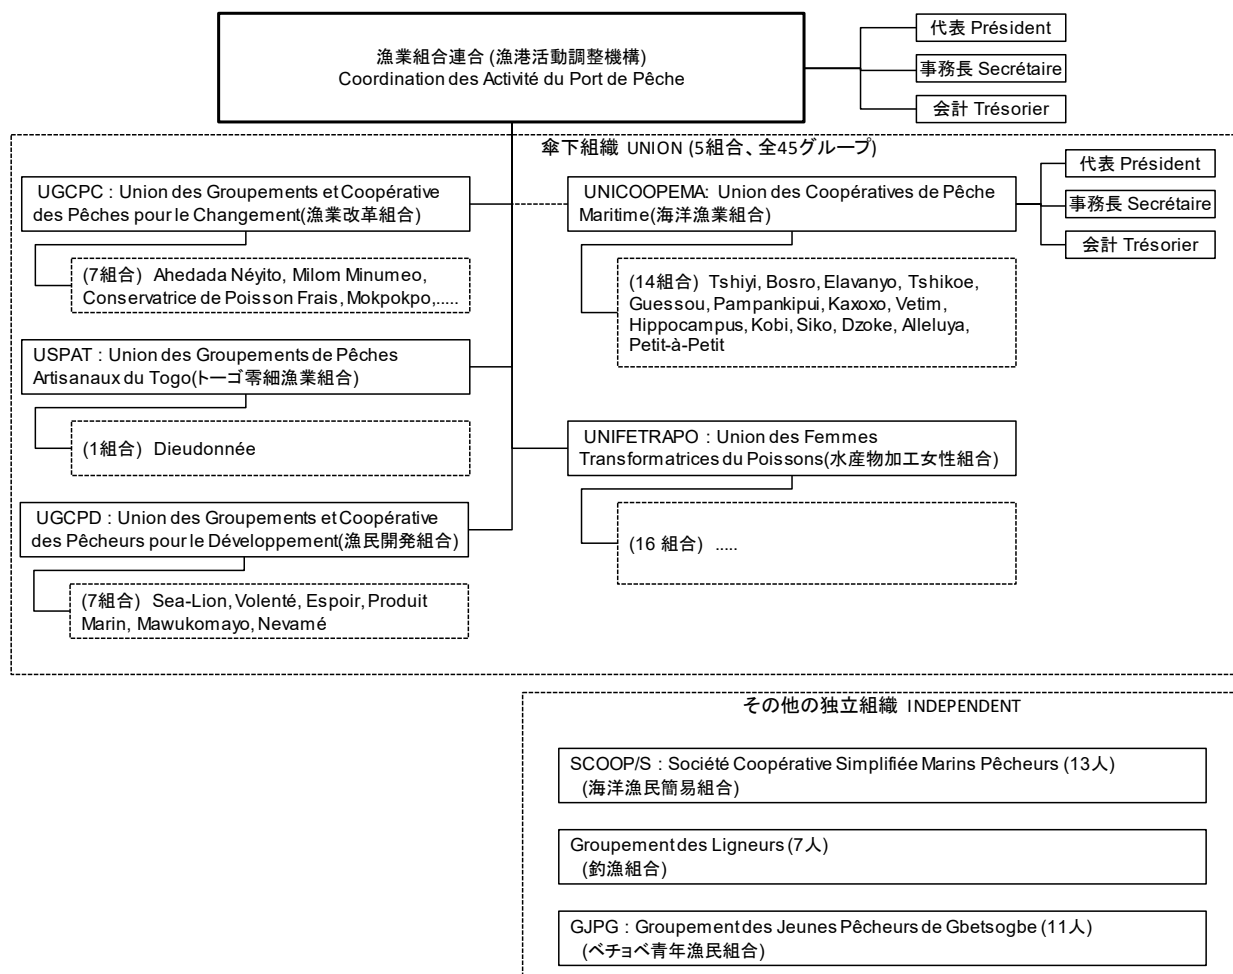 漁業組合連合 (漁港活動調整機構)
Coordination des Activité du Port de Pêche
代表 Président
事務長 Secrétaire
会計 Trésorier
傘下組織 UNION (5組合、全45グループ)
UGCPC : Union des Groupements et Coopérative
des Pêches pour le Changement(漁業改革組合)
(7組合) Ahedada Néyito, Milom Minumeo,
Conservatrice de Poisson Frais, Mokpokpo,.....
UNICOOPEMA: Union des Coopératives de Pêche
Maritime(海洋漁業組合)
代表 Président
事務長 Secrétaire
会計 Trésorier
(14組合) Tshiyi, Bosro, Elavanyo, Tshikoe,
Guessou, Pampankipui, Kaxoxo, Vetim,
Hippocampus, Kobi, Siko, Dzoke, Alleluya,
Petit-à-Petit
USPAT : Union des Groupements de Pêches
Artisanaux du Togo(トーゴ零細漁業組合)
(1組合) Dieudonnée
UNIFETRAPO : Union des Femmes
Transformatrices du Poissons(水産物加工女性組合)
(16 組合) .....
UGCPD : Union des Groupements et Coopérative
des Pêcheurs pour le Développement(漁民開発組合)
(7組合) Sea-Lion, Volenté, Espoir, Produit
Marin, Mawukomayo, Nevamé
その他の独立組織 INDEPENDENT
SCOOP/S : Société Coopérative Simplifiée Marins Pêcheurs (13人)
(海洋漁民簡易組合)
Groupement des Ligneurs (7人)
(釣漁組合)
GJPG : Groupement des Jeunes Pêcheurs de Gbetsogbe (11人)
(ベチョベ青年漁民組合)